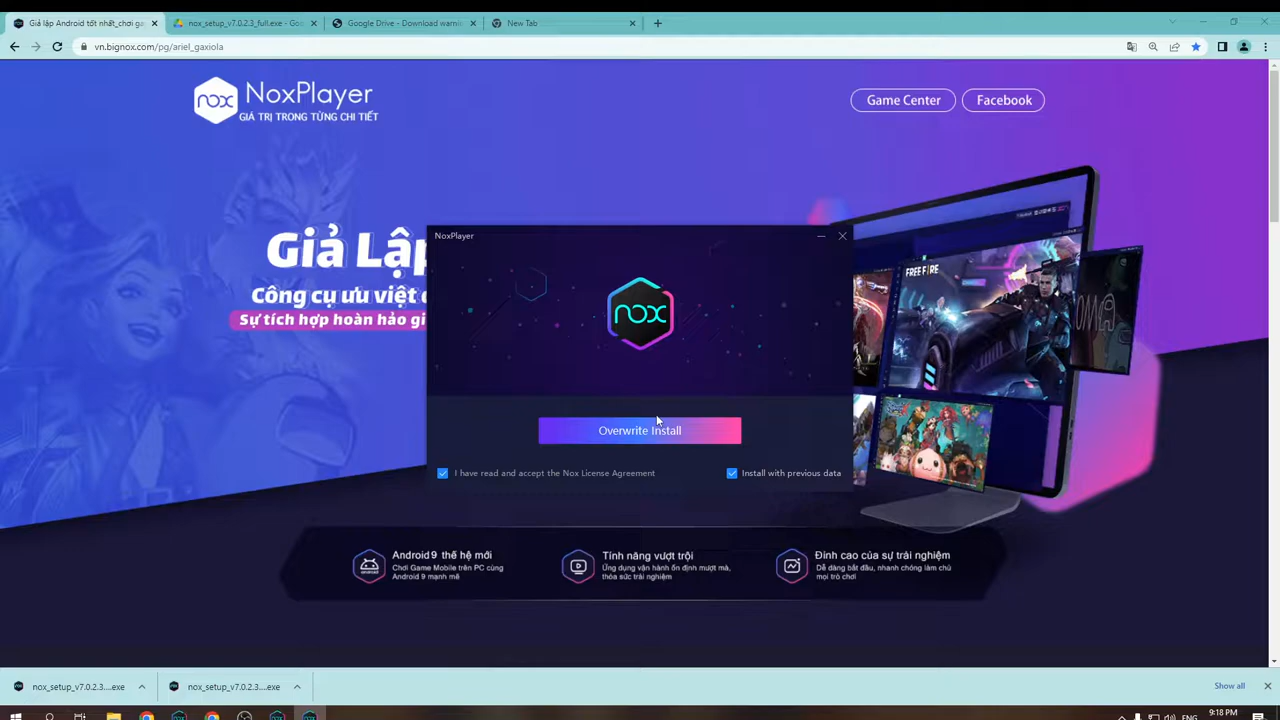 Giả lập Android tốt nhất_chơi ga
nox_setup_v7.0.2.3_full.exe - Goo
Google Drive - Download warnin
New Tab
vn.bignox.com/pg/ariel_gaxiola
nox NoxPlayer
GIÁ TRỊ TRONG TỪNG CHI TIẾT
Game Center
Facebook
Giả Lập
Công cụ ưu việt
Sự tích hợp hoàn hảo gi
FREE FIRE
NoxPlayer
nox
Overwrite Install
I have read and accept the Nox License Agreement
Install with previous data
Android 9 thế hệ mới
Chơi Game Mobile trên PC cùng
Android 9 mạnh mẽ
Tính năng vượt trội
Ứng dụng vận hành ổn định mượt mà,
thỏa sức trải nghiệm
Đỉnh cao của sự trải nghiệm
Dễ dàng bắt đầu, nhanh chóng làm chủ
mọi trò chơi
nox_setup_v7.0.2.3....exe
nox_setup_v7.0.2.3....exe
Show all
9:18 PM